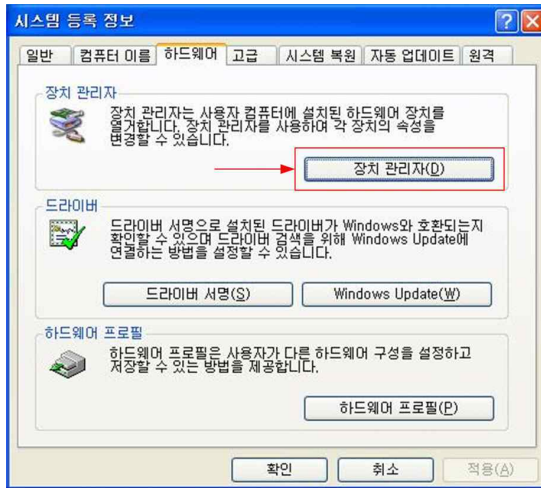 시스템 등록 정보
일반 컴퓨터 이름 하드웨어 고급 시스템 복원 자동 업데이트 원격
장치 관리자
장치 관리자는 사용자 컴퓨터에 설치된 하드웨어 장치를
열거합니다. 장치 관리자를 사용하여 각 장치의 속성을
변경할 수 있습니다.
장치 관리자(D)
드라이버
드라이버 서명으로 설치된 드라이버가 Windows와 호환되는지
확인할 수 있으며 드라이버 검색을 위해 Windows Update에
연결하는 방법을 설정할 수 있습니다.
드라이버 서명(S) Windows Update(W)
하드웨어 프로필
하드웨어 프로필은 사용자가 다른 하드웨어 구성을 설정하고
저장할 수 있는 방법을 제공합니다.
하드웨어 프로필(P)
확인 취소 적용(A)